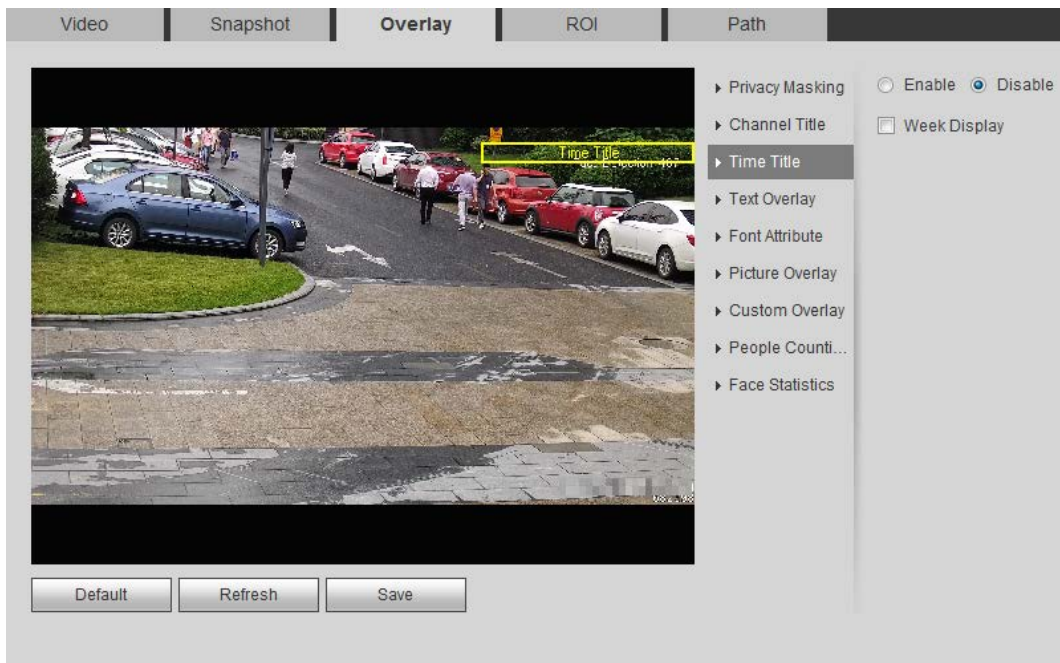 Video Snapshot Overlay ROI Path
Privacy Masking
Enable Disable
Channel Title
Week Display
Time Title
Time Title
Text Overlay
Font Attribute
Picture Overlay
Custom Overlay
People Counti...
Face Statistics
Default Refresh Save